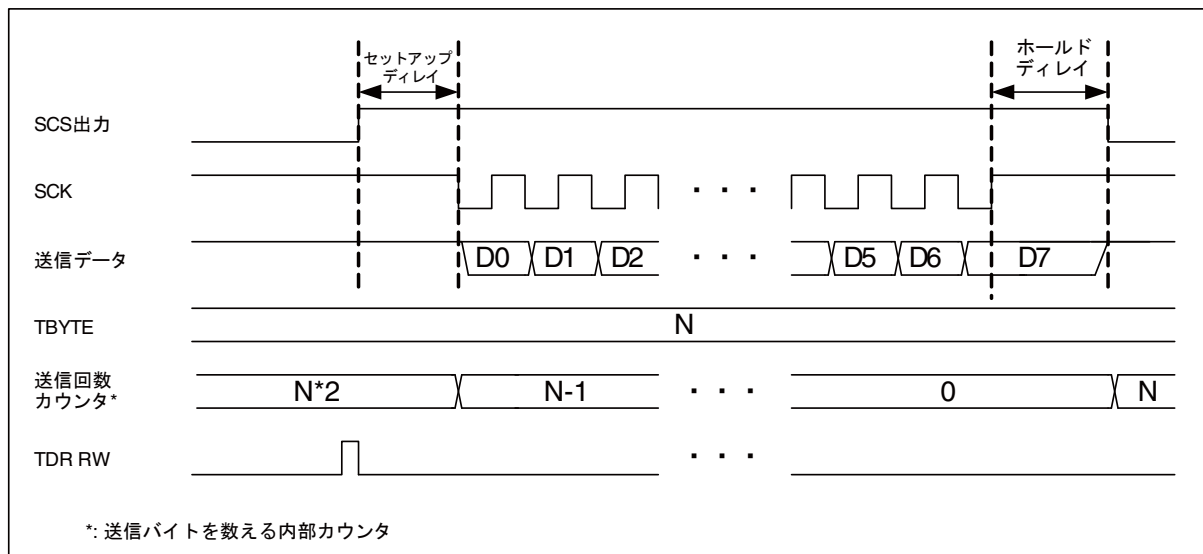 セットアップ
ディレイ
ホールド
ディレイ
SCS出力
SCK
・・・
送信データ
D0 D1 D2 ・・・ D5 D6 D7
TBYTE
N
送信回数
カウンタ*
N*2 N-1 ・・・ 0 N
TDR RW
・・・
*: 送信バイトを数える内部カウンタ